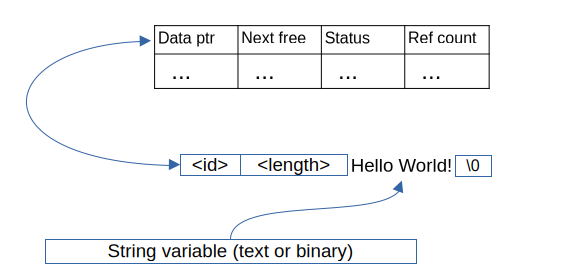 Data ptr Next free Status Ref count
... ... ... ...
<id> <length> Hello World! \0
String variable (text or binary)